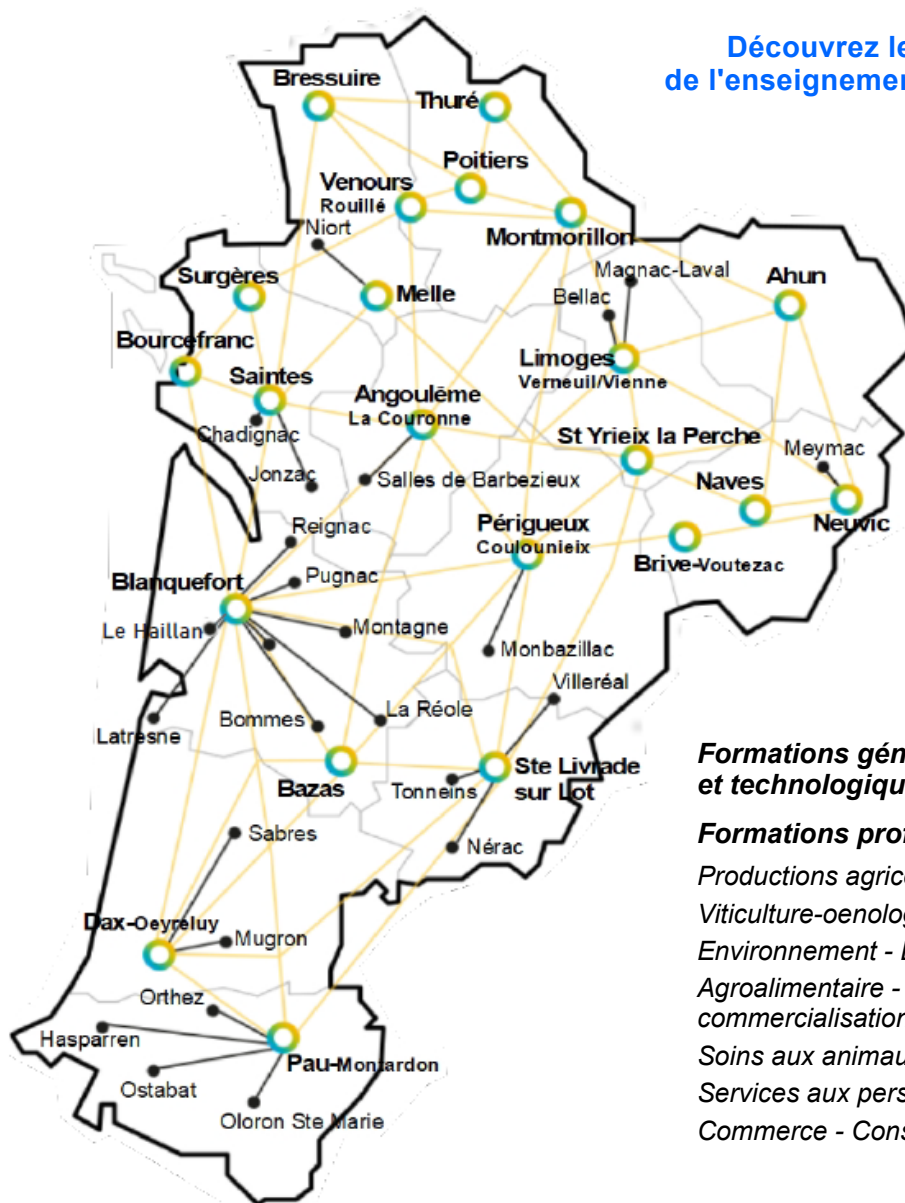 Découvrez le
de l'enseignemen
Bressuire
Thuré
Poitiers
Venours
Rouillé
Niort
Montmorillon
Magnac-Laval
Surgères
Melle
Bellac
Ahun
Bourcefranc
Limoges
Verneuil/Vienne
Saintes
Angoulême
La Couronne
Chadignac
St Yrieix la Perche
Meymac
Jonzac
Salles de Barbezieux
Naves
Neuvic
Reignac
Périgueux
Coulounieix
Brive-Voutezac
Pugnac
Blanquefort
Le Haillan
Montagne
Monbazillac
Villeréal
La Réole
Bommes
Latresne
Ste Livrade
sur Lot
Bazas
Tonneins
Nérac
Sabres
Dax-Oeyreluy
Mugron
Orthez
Hasparren
Pau-Montardon
Ostabat
Oloron Ste Marie
Formations gén
et technologiqu
Formations prof
Productions agrico
Viticulture-oenolog
Environnement -
Agroalimentaire -
commercialisation
Soins aux animau
Services aux pers
Commerce - Cons